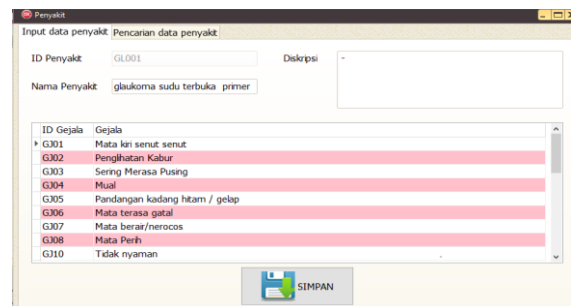 Penyakit
Input data penyakit Pencarian data penyakit
ID Penyakit GL001 Diskripsi -
Nama Penyakit glaukoma sudu terbuka primer
ID Gejala Gejala
GJ01 Mata kiri senut senut
GJ02 Penglihatan Kabur
GJ03 Sering Merasa Pusing
GJ04 Mual
GJ05 Pandangan kadang hitam / gelap
GJ06 Mata terasa gatal
GJ07 Mata berair/nerocos
GJ08 Mata Perih
GJ10 Tidak nyaman
SIMPAN